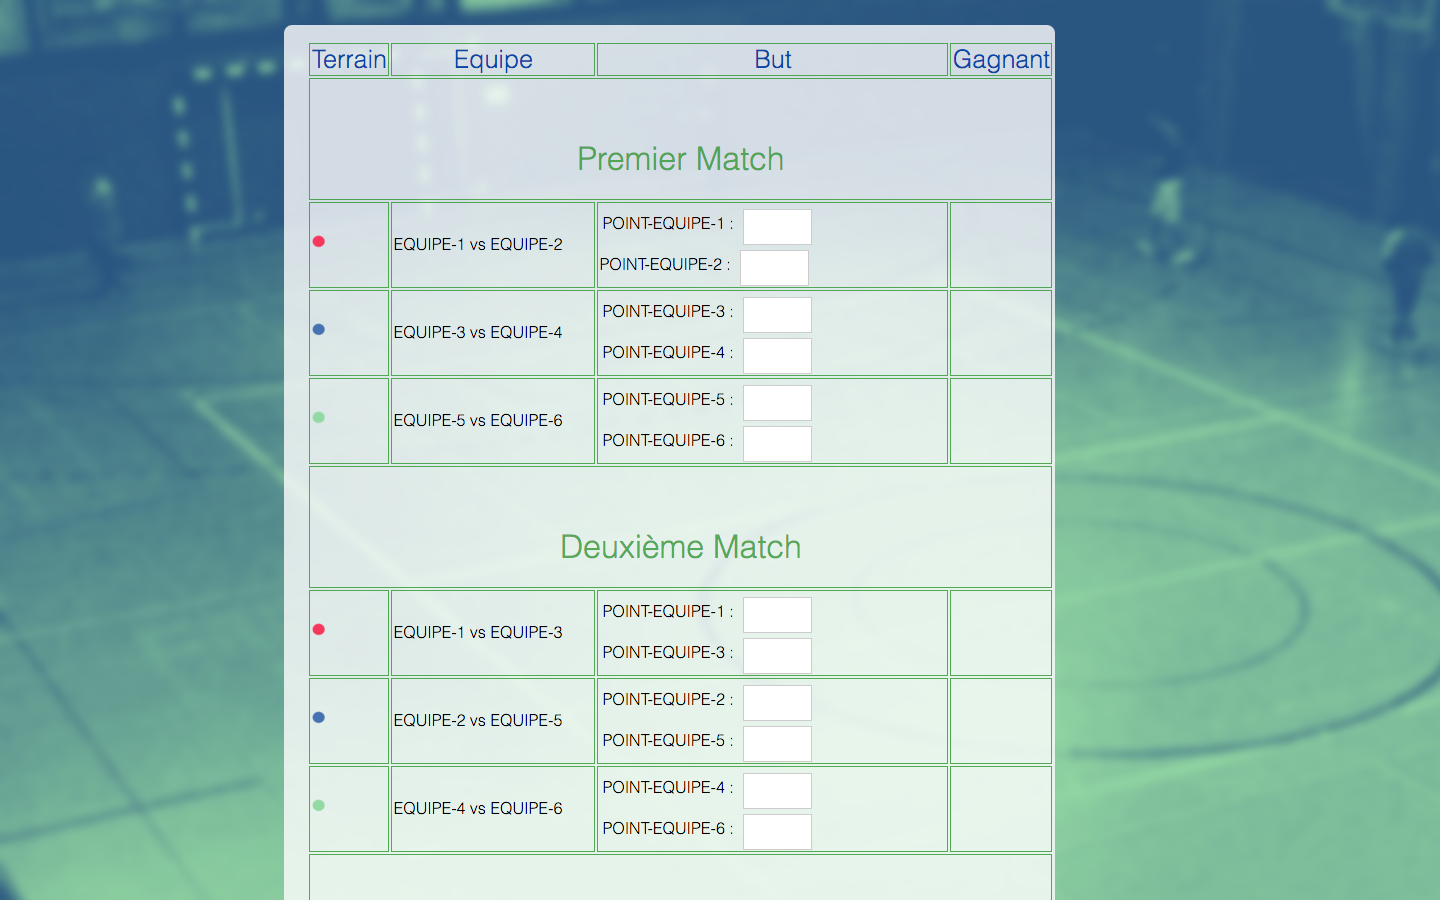 Terrain Equipe But Gagnant
Premier Match
EQUIPE-1 vs EQUIPE-2
POINT-EQUIPE-1 :
POINT-EQUIPE-2 :
EQUIPE-3 vs EQUIPE-4
POINT-EQUIPE-3 :
POINT-EQUIPE-4 :
EQUIPE-5 vs EQUIPE-6
POINT-EQUIPE-5 :
POINT-EQUIPE-6 :
Deuxième Match
EQUIPE-1 vs EQUIPE-3
POINT-EQUIPE-1 :
POINT-EQUIPE-3 :
EQUIPE-2 vs EQUIPE-5
POINT-EQUIPE-2 :
POINT-EQUIPE-5 :
EQUIPE-4 vs EQUIPE-6
POINT-EQUIPE-4 :
POINT-EQUIPE-6 :